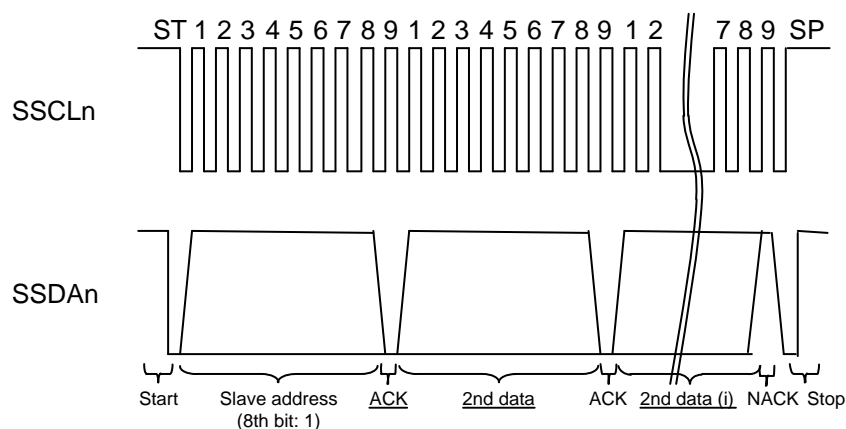 ST 1 2 3 4 5 6 7 8 9 1 2 3 4 5 6 7 8 9 1 2 7 8 9 SP
SSCLn
SSDAn
Start Slave address ACK 2nd data ACK 2nd data (i) NACK Stop
(8th bit: 1)